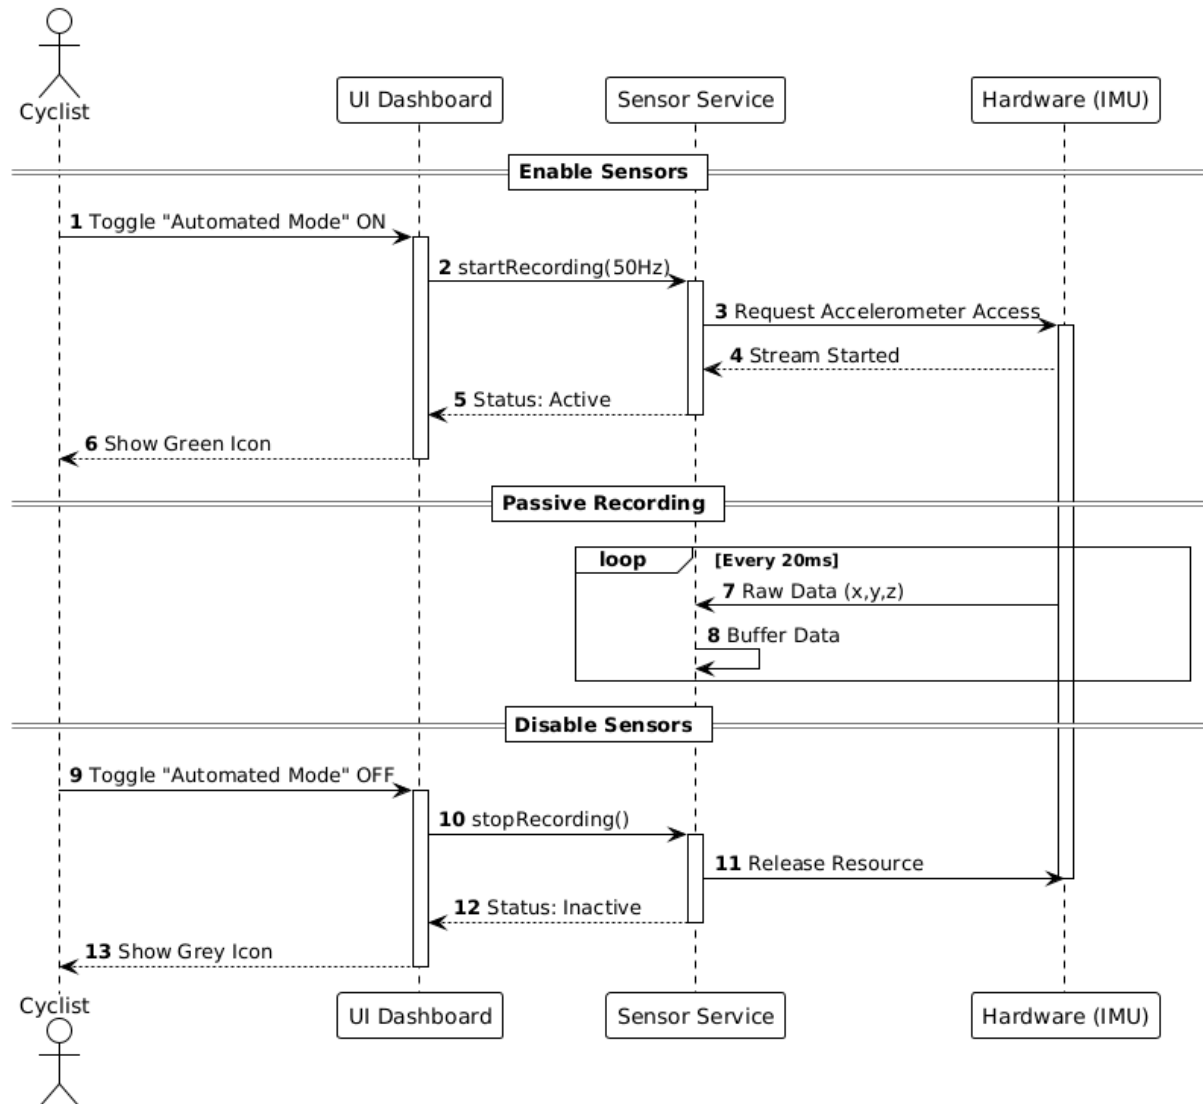 Cyclist
UI Dashboard
Sensor Service
Hardware (IMU)
Enable Sensors
1 Toggle "Automated Mode" ON
2 startRecording(50Hz)
3 Request Accelerometer Access
4 Stream Started
5 Status: Active
6 Show Green Icon
Passive Recording
loop [Every 20ms]
7 Raw Data (x,y,z)
8 Buffer Data
Disable Sensors
9 Toggle "Automated Mode" OFF
10 stopRecording()
11 Release Resource
12 Status: Inactive
13 Show Grey Icon
Cyclist
UI Dashboard
Sensor Service
Hardware (IMU)